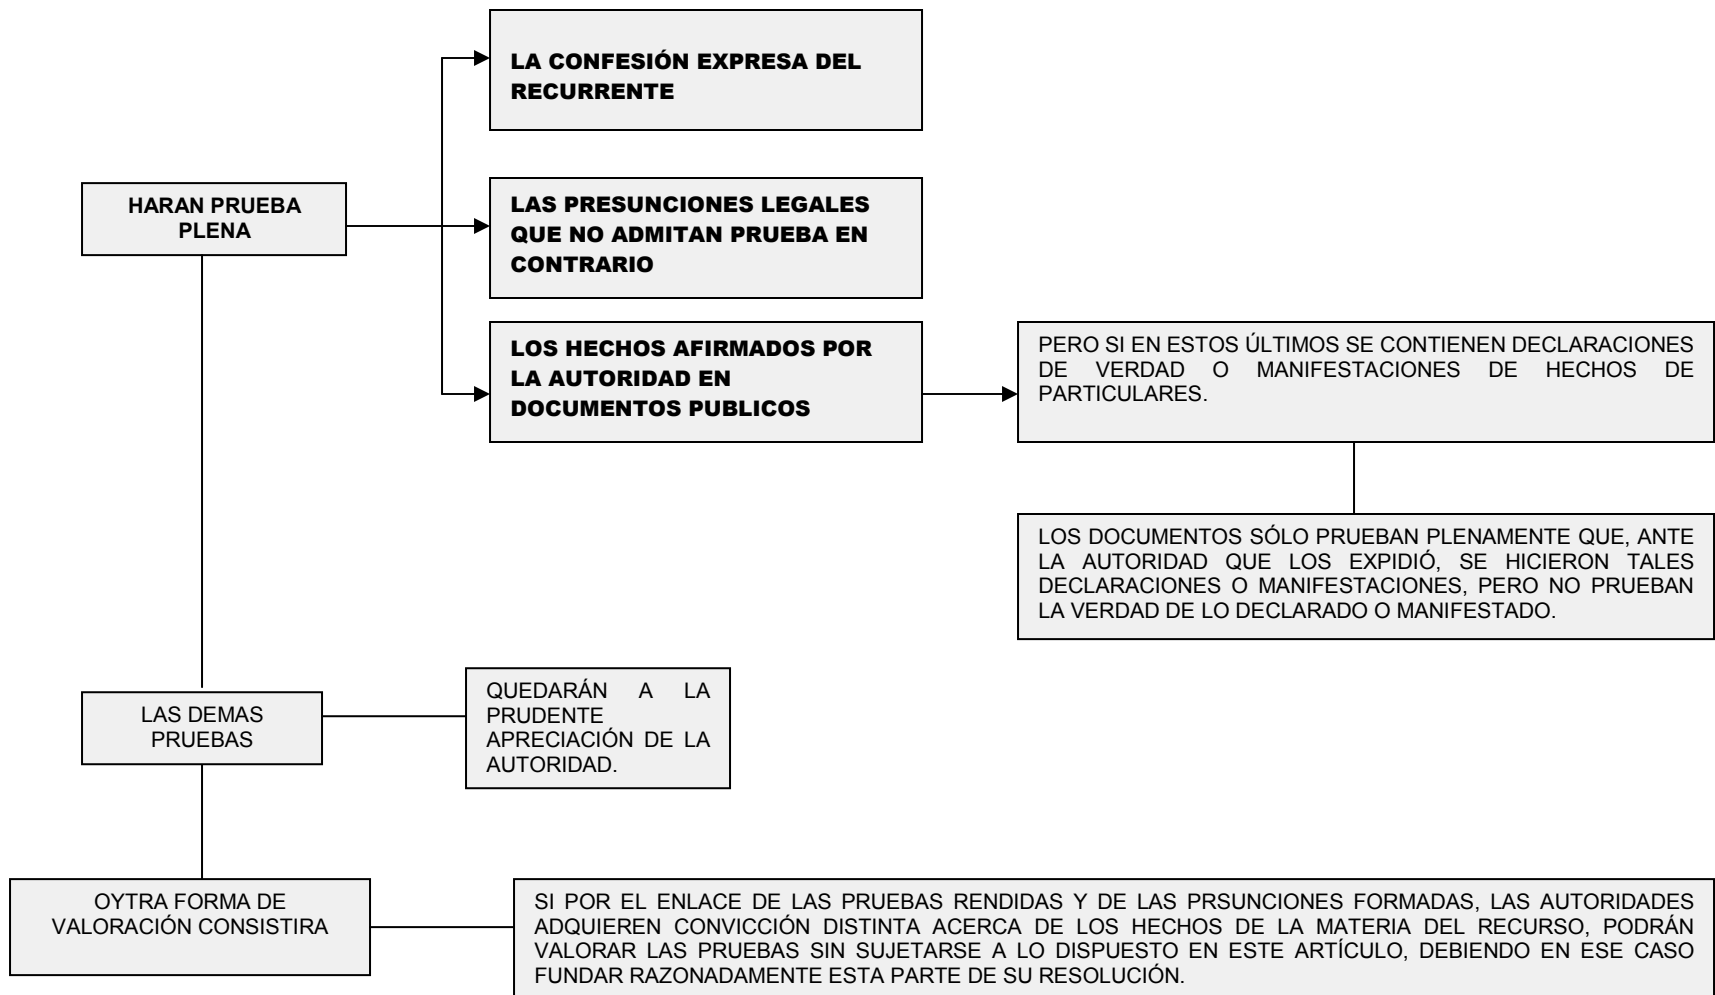 LA CONFESIÓN EXPRESA DEL
RECURRENTE
HARAN PRUEBA
PLENA
LAS PRESUNCIONES LEGALES
QUE NO ADMITAN PRUEBA EN
CONTRARIO
LOS HECHOS AFIRMADOS POR
LA AUTORIDAD EN
DOCUMENTOS PUBLICOS
PERO SI EN ESTOS ÚLTIMOS SE CONTIENEN DECLARACIONES
DE VERDAD O MANIFESTACIONES DE HECHOS DE
PARTICULARES.
LOS DOCUMENTOS SÓLO PRUEBAN PLENAMENTE QUE, ANTE
LA AUTORIDAD QUE LOS EXPIDIÓ, SE HICIERON TALES
DECLARACIONES O MANIFESTACIONES, PERO NO PRUEBAN
LA VERDAD DE LO DECLARADO O MANIFESTADO.
LAS DEMAS
PRUEBAS
QUEDARÁN A LA
PRUDENTE
APRECIACIÓN DE LA
AUTORIDAD.
OYTRA FORMA DE
VALORACIÓN CONSISTIRA
SI POR EL ENLACE DE LAS PRUEBAS RENDIDAS Y DE LAS PRSUNCIONES FORMADAS, LAS AUTORIDADES
ADQUIEREN CONVICCIÓN DISTINTA ACERCA DE LOS HECHOS DE LA MATERIA DEL RECURSO, PODRÁN
VALORAR LAS PRUEBAS SIN SUJETARSE A LO DISPUESTO EN ESTE ARTÍCULO, DEBIENDO EN ESE CASO
FUNDAR RAZONADAMENTE ESTA PARTE DE SU RESOLUCIÓN.